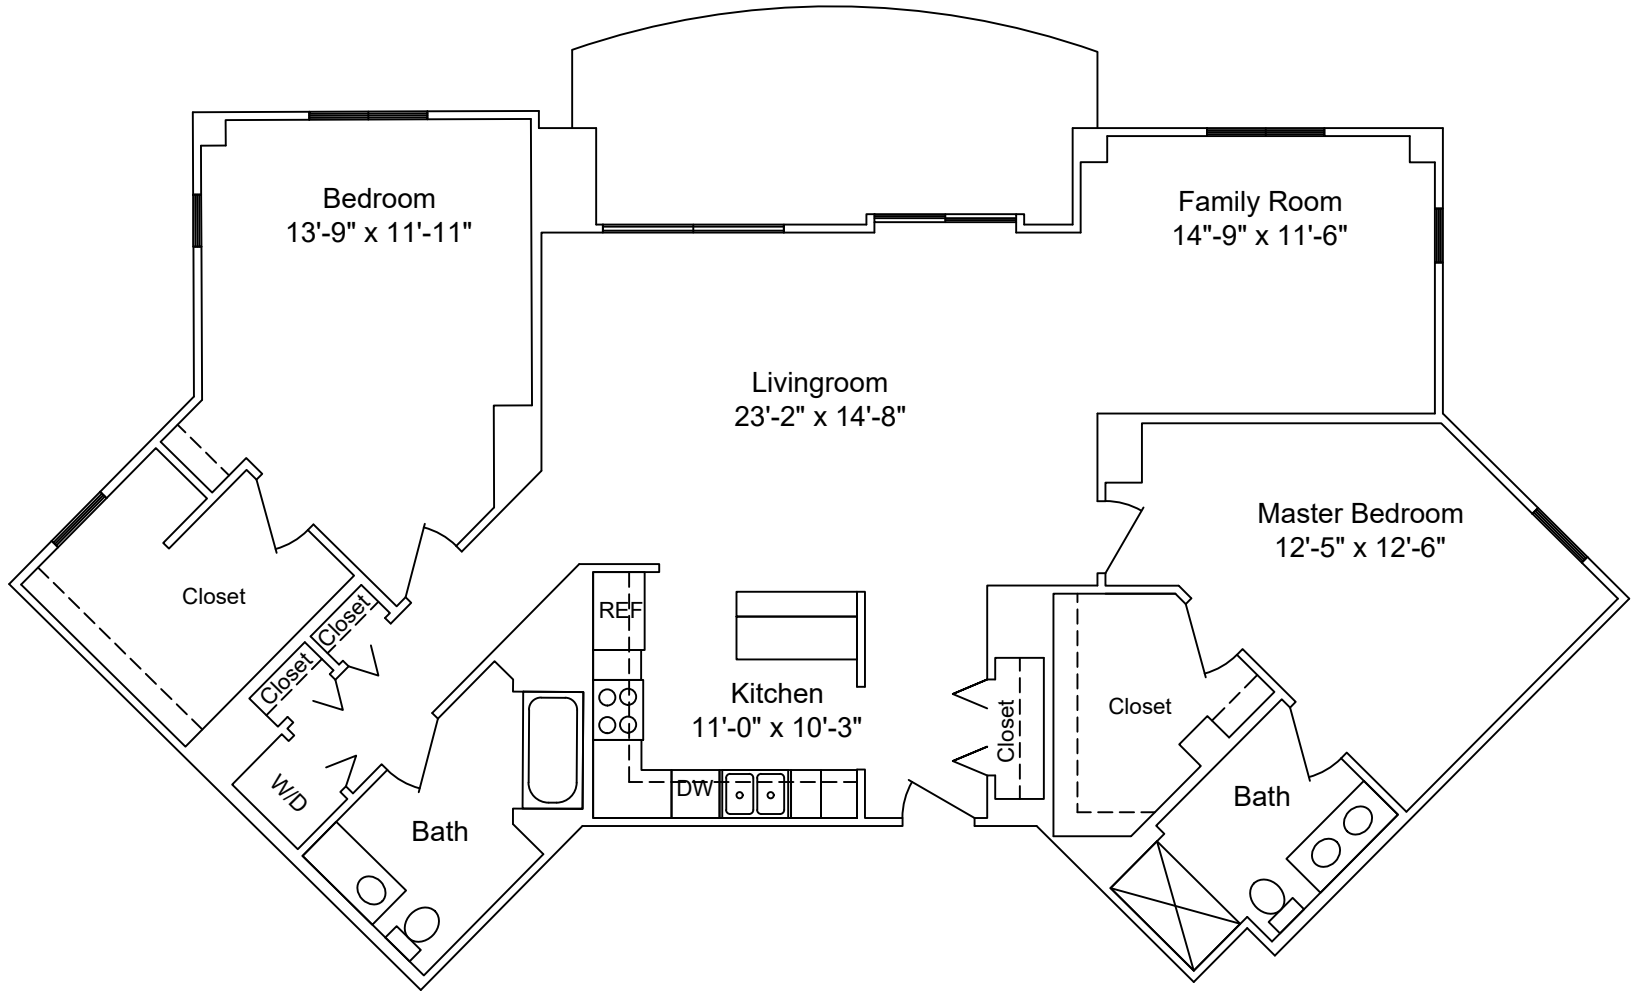 Bedroom
13'-9" x 11'-11"
Family Room
14"-9" x 11'-6"
Livingroom
23'-2" x 14'-8"
Master Bedroom
12'-5" x 12'-6"
Closet
Closet
Closet
REF
W/D
Bath
Kitchen
11'-0" x 10'-3"
DW
Closet
Closet
Bath